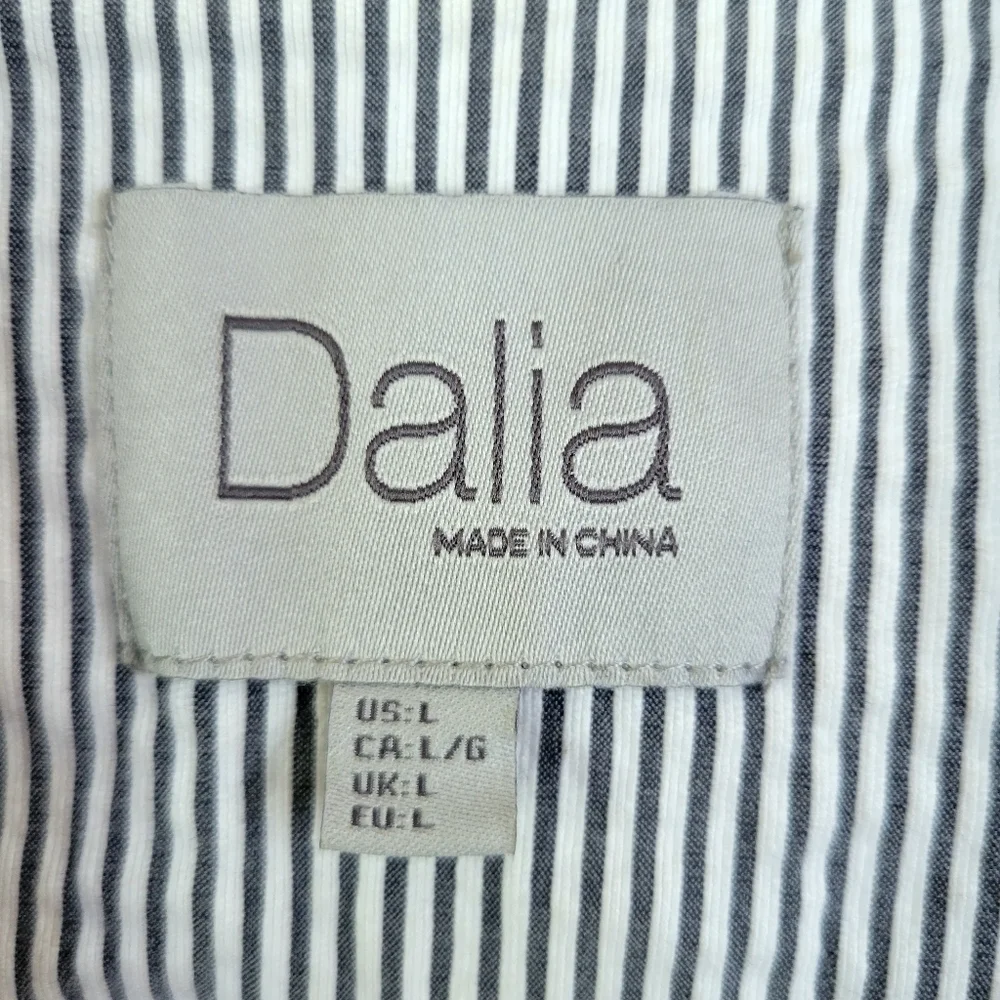 Dalia
MADE IN CHINA
US: L
CA: L/G
UK: L
EU: L